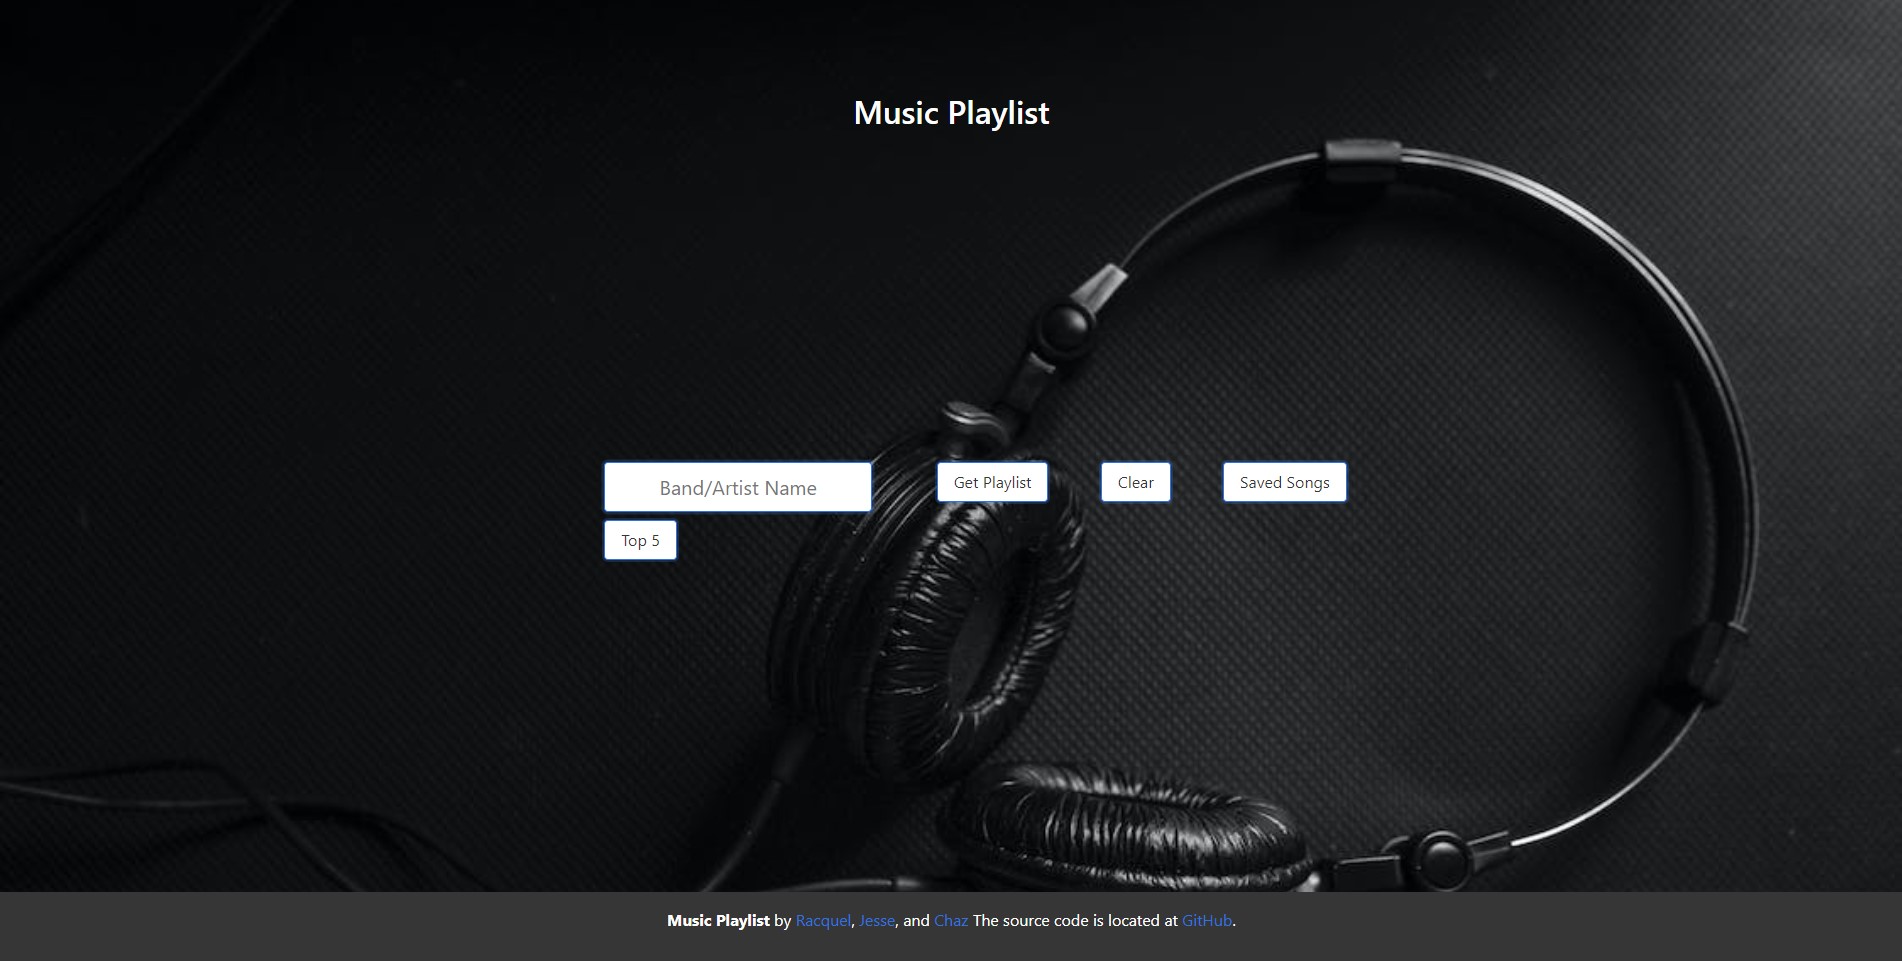 Music Playlist
Band/Artist Name
Get Playlist
Clear
Saved Songs
Top 5
Music Playlist by Racquel, Jesse, and Chaz The source code is located at GitHub.